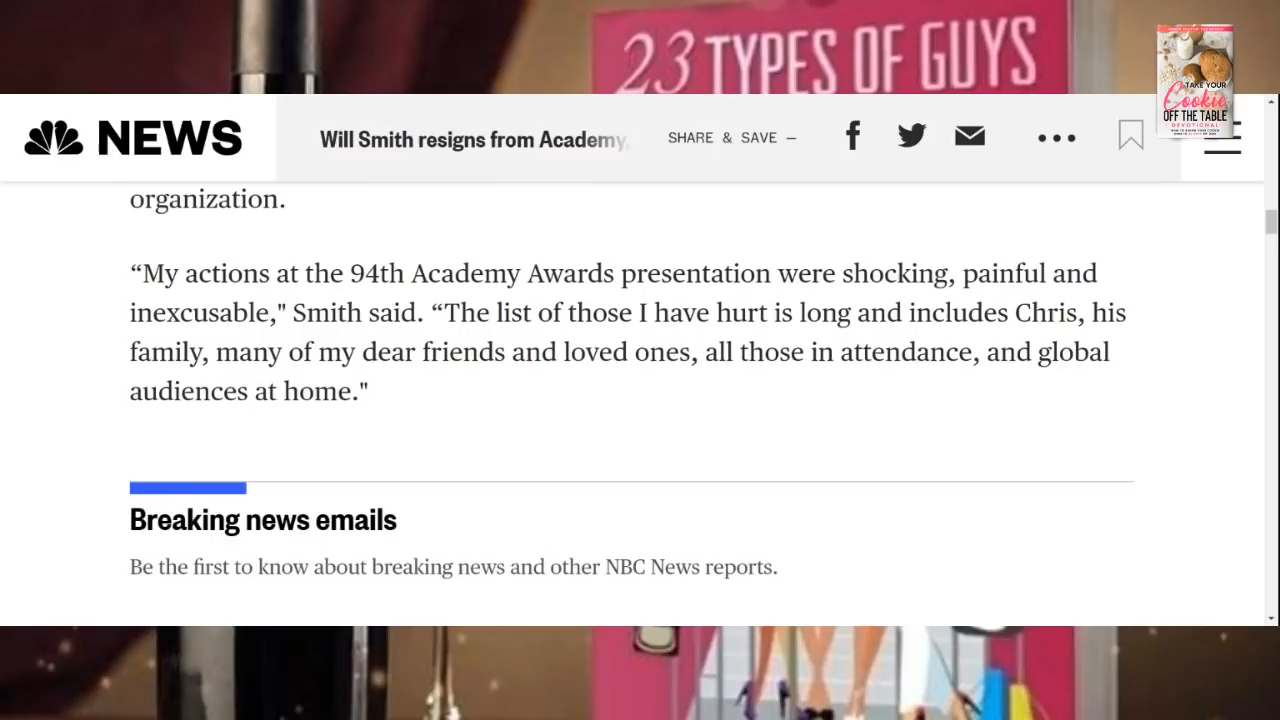 23 TYPES OF GUYS
TAKE YOUR
Cookie
OFF THE TABLE
DEVOTIONAL
NEWS
Will Smith resigns from Academy,
SHARE & SAVE —
organization.
“My actions at the 94th Academy Awards presentation were shocking, painful and
inexcusable," Smith said. “The list of those I have hurt is long and includes Chris, his
family, many of my dear friends and loved ones, all those in attendance, and global
audiences at home."
Breaking news emails
Be the first to know about breaking news and other NBC News reports.